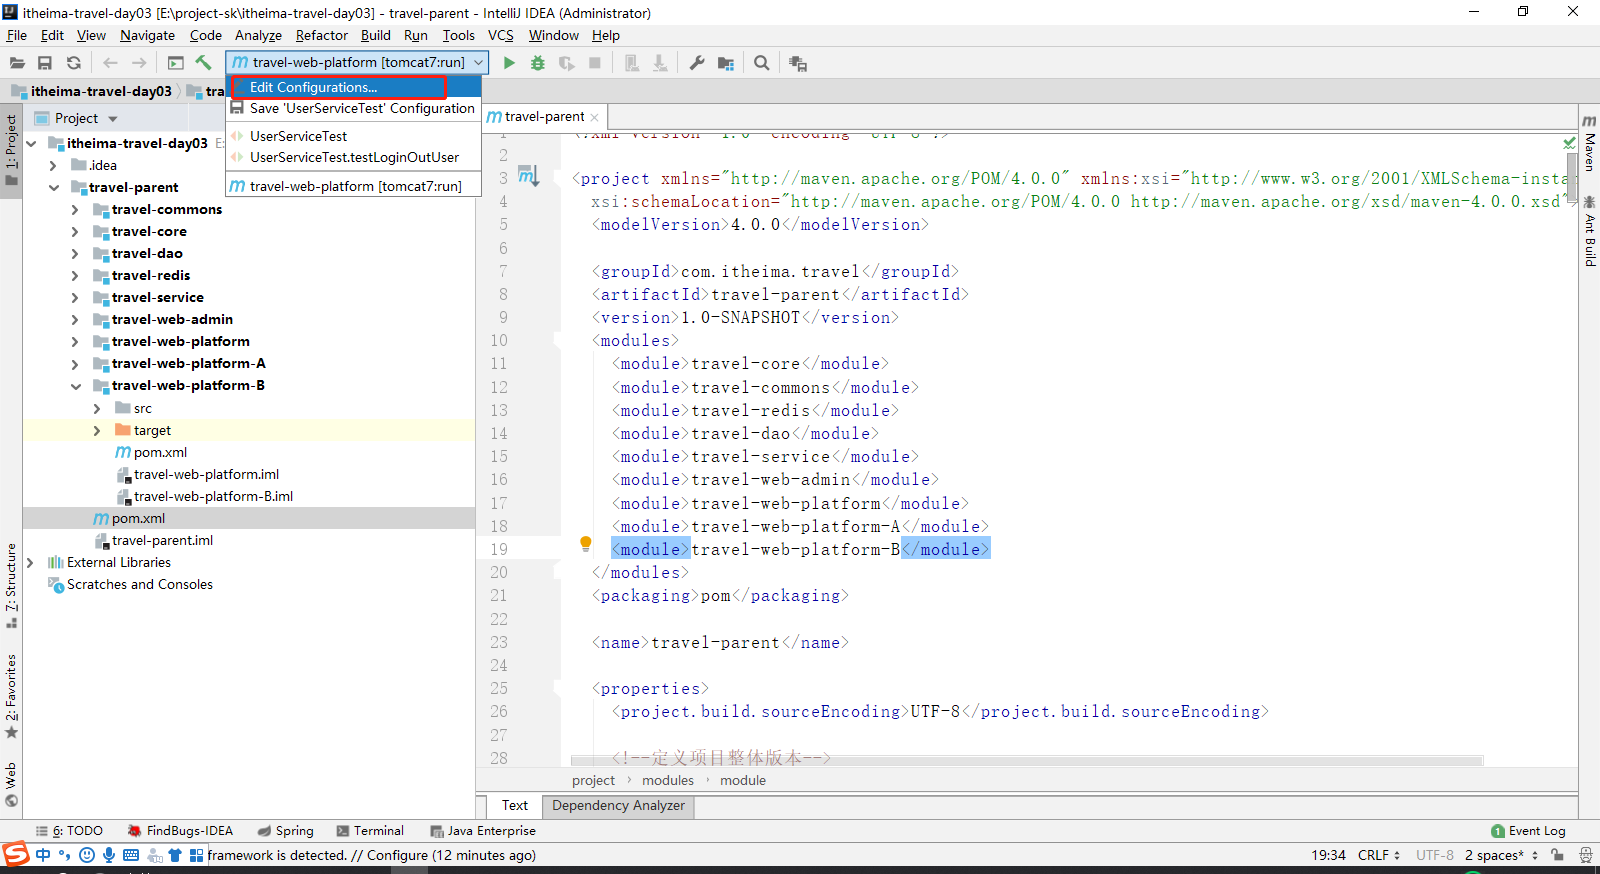 itheima-travel-day03 [E:\project-sk\itheima-travel-day03] - travel-parent - IntelliJ IDEA (Administrator)
File Edit View Navigate Code Analyze Refactor Build Run Tools VCS Window Help
travel-web-platform [tomcat7:run]
itheima-travel-day03 tra
Edit Configurations...
Save 'UserServiceTest' Configuration
UserServiceTest
UserServiceTest.testLoginOutUser
travel-web-platform [tomcat7:run]
Project
itheima-travel-day03 E:
.idea
travel-parent
travel-commons
travel-core
travel-dao
travel-redis
travel-service
travel-web-admin
travel-web-platform
travel-web-platform-A
travel-web-platform-B
src
target
pom.xml
travel-web-platform.iml
travel-web-platform-B.iml
pom.xml
travel-parent.iml
External Libraries
Scratches and Consoles
1: Project
7: Structure
2: Favorites
Web
travel-parent
1 <?xml version="1.0" encoding="UTF-8"?>
2
3 <project xmlns="http://maven.apache.org/POM/4.0.0" xmlns:xsi="http://www.w3.org/2001/XMLSchema-insta
4 xsi:schemaLocation="http://maven.apache.org/POM/4.0.0 http://maven.apache.org/xsd/maven-4.0.0.xsd">
5 <modelVersion>4.0.0</modelVersion>
6
7 <groupId>com.itheima.travel</groupId>
8 <artifactId>travel-parent</artifactId>
9 <version>1.0-SNAPSHOT</version>
10 <modules>
11 <module>travel-core</module>
12 <module>travel-commons</module>
13 <module>travel-redis</module>
14 <module>travel-dao</module>
15 <module>travel-service</module>
16 <module>travel-web-admin</module>
17 <module>travel-web-platform</module>
18 <module>travel-web-platform-A</module>
19 <module>travel-web-platform-B</module>
20 </modules>
21 <packaging>pom</packaging>
22
23 <name>travel-parent</name>
24
25 <properties>
26 <project.build.sourceEncoding>UTF-8</project.build.sourceEncoding>
27
28 <!--定义项目整体版本-->
project › modules › module
Text Dependency Analyzer
Maven
Ant Build
6: TODO FindBugs-IDEA Spring Terminal Java Enterprise 1 Event Log
中 framework is detected. // Configure (12 minutes ago) 19:34 CRLF UTF-8 2 spaces*